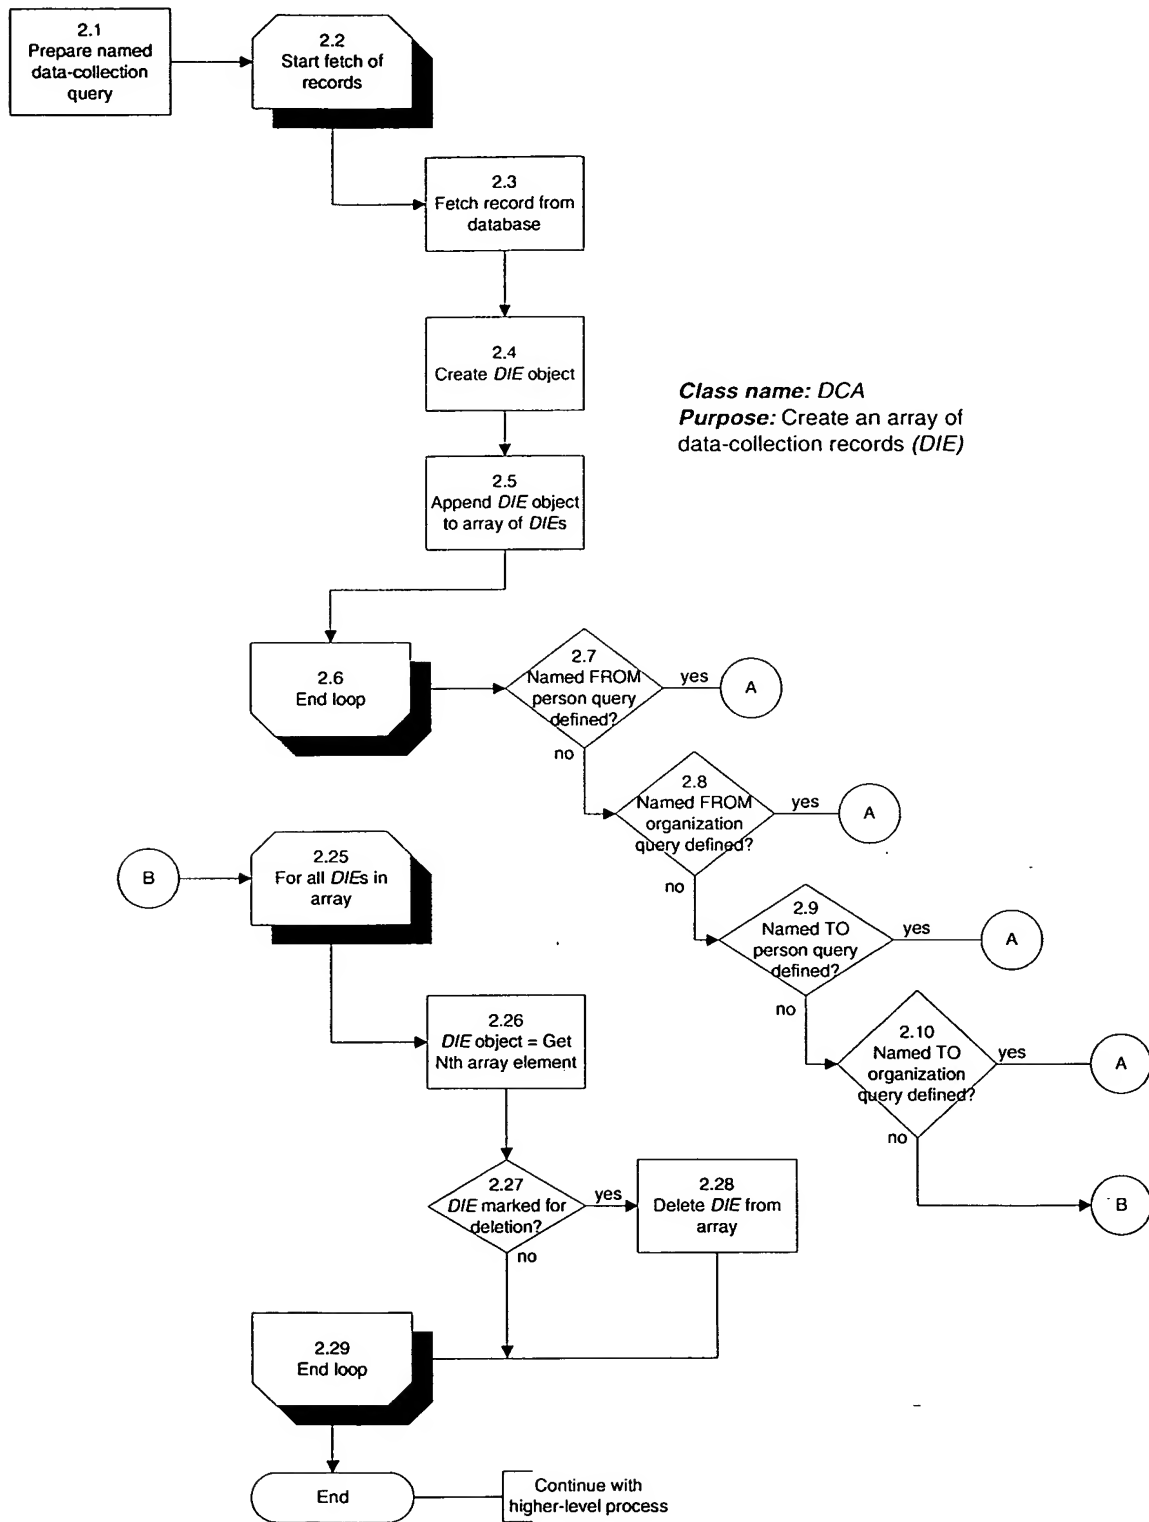 2.1
Prepare named
data-collection
query
2.2
Start fetch of
records
2.3
Fetch record from
database
2.4
Create DIE object
Class name: DCA
Purpose: Create an array of
data-collection records (DIE)
2.5
Append DIE object
to array of DIEs
2.6
End loop
2.7
Named FROM
person query
defined?
yes
A
no
2.8
Named FROM
organization
query defined?
yes
A
no
B
2.25
For all DIEs in
array
2.9
Named TO
person query
defined?
yes
A
no
2.26
DIE object = Get
Nth array element
2.10
Named TO
organization
query defined?
yes
A
no
B
2.27
DIE marked for
deletion?
yes
no
2.28
Delete DIE from
array
2.29
End loop
End
Continue with
higher-level process